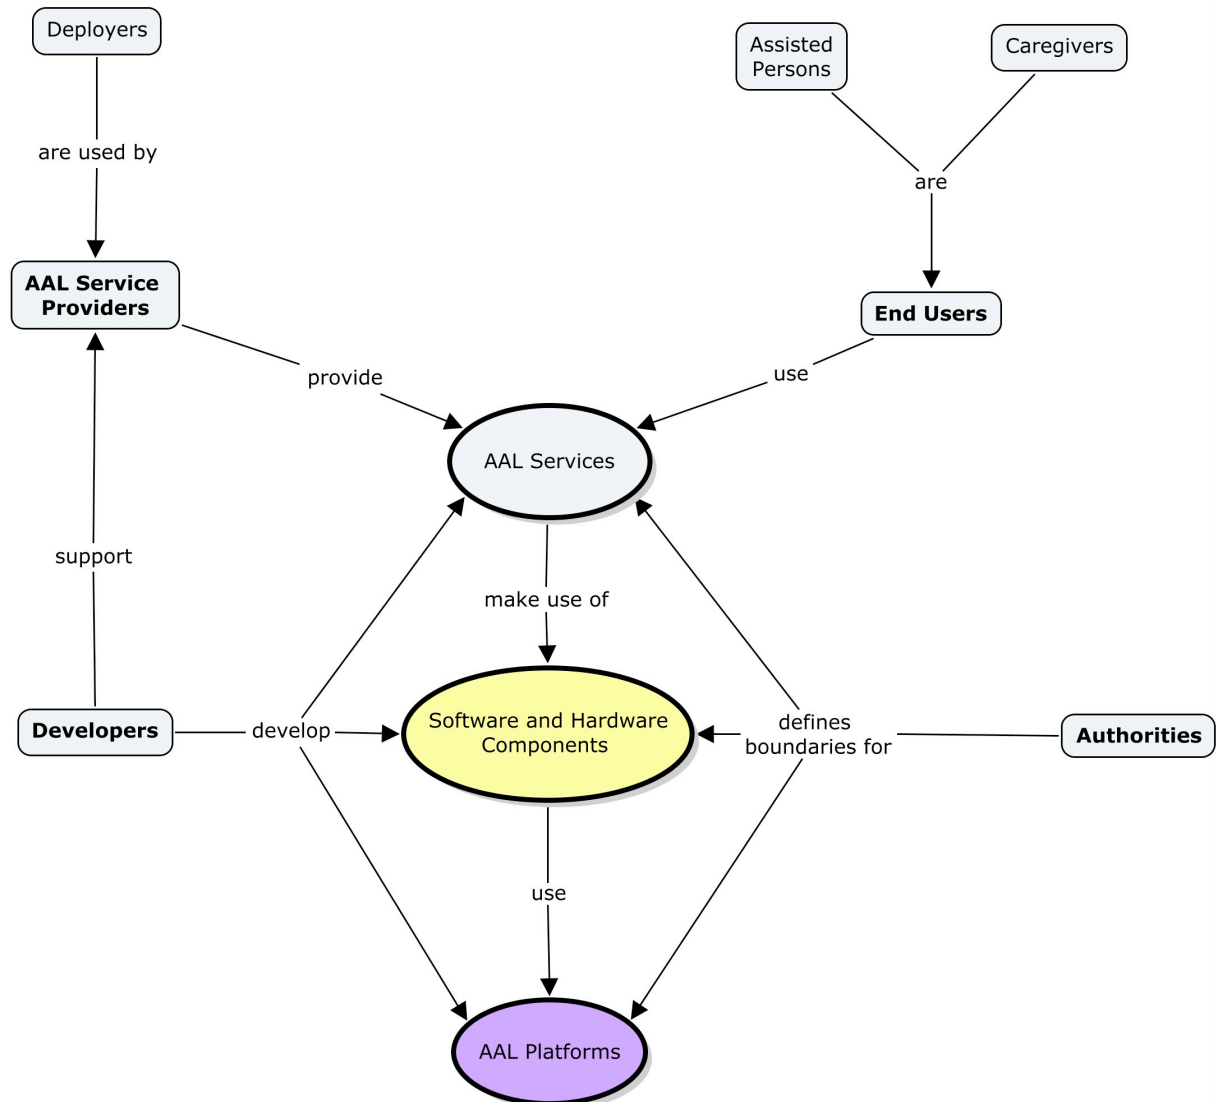 Deployers
Assisted
Persons
Caregivers
are used by
are
AAL Service
Providers
End Users
provide
use
AAL Services
support
make use of
Developers
develop
Software and Hardware
Components
defines
boundaries for
Authorities
use
AAL Platforms